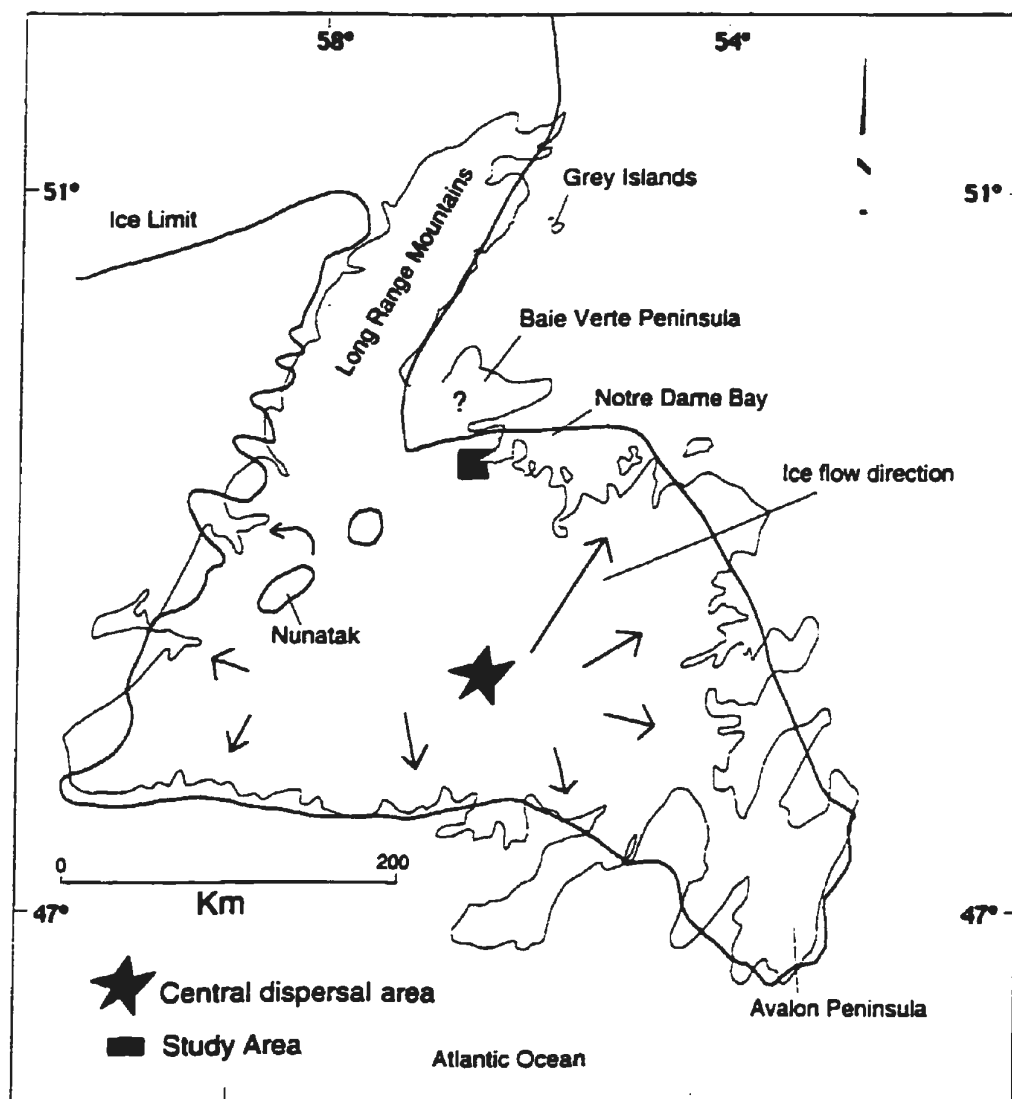 58°
54°
51°
Grey Islands
51°
Ice Limit
Long Range Mountains
Baie Verte Peninsula
?
Notre Dame Bay
Ice flow direction
Nunatak
0
200
Km
47°
47°
Central dispersal area
Avalon Peninsula
Study Area
Atlantic Ocean